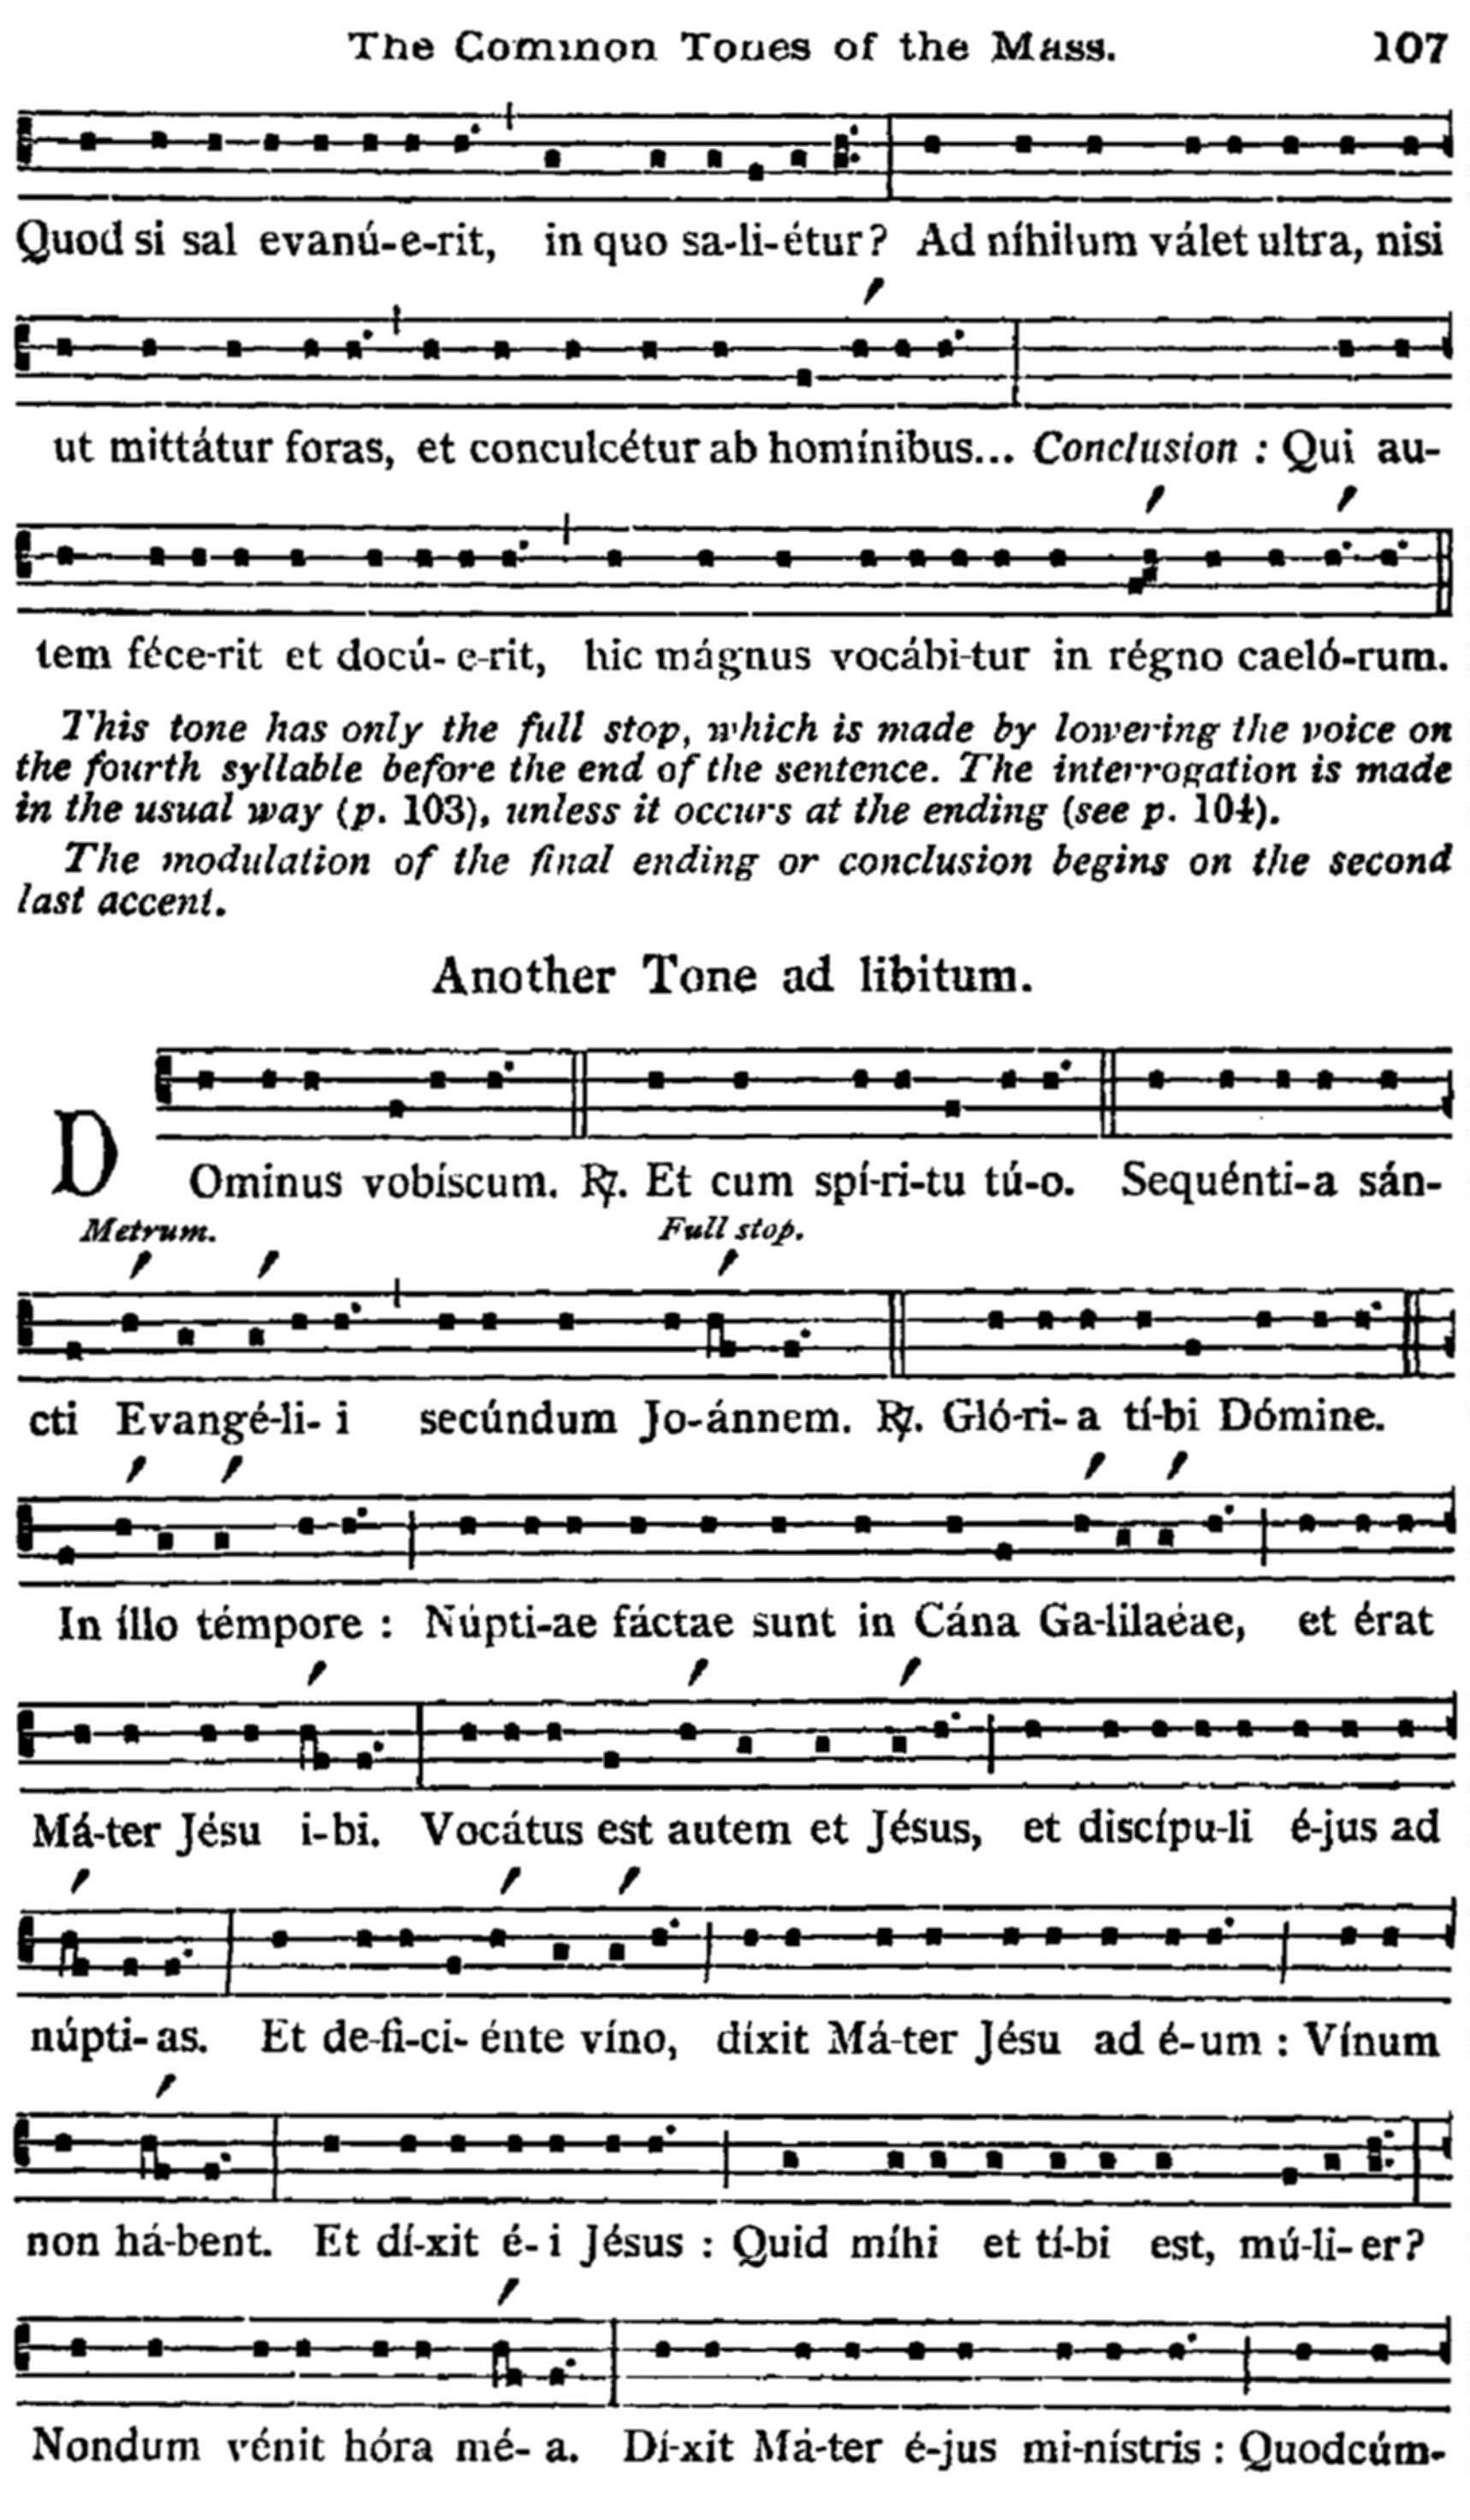 The Common Tones of the Mass. 107
Quod si sal evanú-e-rit, in quo sa-li-étur? Ad níhilum válet ultra, nisi
ut mittátur foras, et conculcétur ab homínibus... Conclusion : Qui au-
tem féce-rit et docú-e-rit, hic mágnus vocábi-tur in régno caeló-rum.
This tone has only the full stop, which is made by lowering the voice on
the fourth syllable before the end of the sentence. The interrogation is made
in the usual way (p. 103), unless it occurs at the ending (see p. 104).
The modulation of the final ending or conclusion begins on the second
last accent.
Another Tone ad libitum.
DOminus vobíscum. ℟. Et cum spí-ri-tu tú-o. Sequénti-a sán-
Metrum. Full stop.
cti Evangé-li-i secúndum Jo-ánnem. ℟. Gló-ri-a tí-bi Dómine.
In íllo témpore : Núpti-ae fáctae sunt in Cána Ga-lilaéae, et érat
Má-ter Jésu i-bi. Vocátus est autem et Jésus, et discípu-li é-jus ad
núpti-as. Et de-fi-ci-énte víno, díxit Má-ter Jésu ad é-um : Vínum
non há-bent. Et dí-xit é-i Jésus : Quid míhi et tí-bi est, mú-li-er?
Nondum vénit hóra mé-a. Dí-xit Má-ter é-jus mi-nístris : Quodcúm-